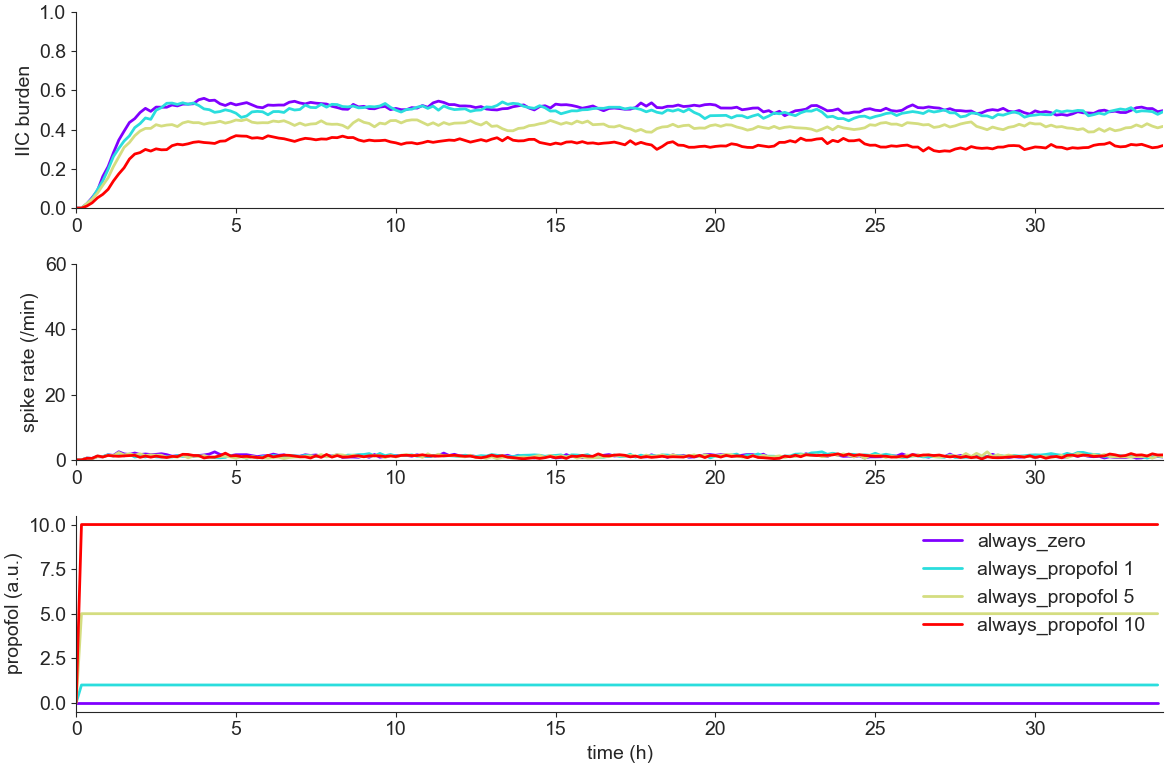 1.0
0.8
0.6
0.4
0.2
0.0
IIC burden
0 5 10 15 20 25 30
60
40
20
0
spike rate (/min)
0 5 10 15 20 25 30
10.0
7.5
5.0
2.5
0.0
propofol (a.u.)
always_zero
always_propofol 1
always_propofol 5
always_propofol 10
0 5 10 15 20 25 30
time (h)